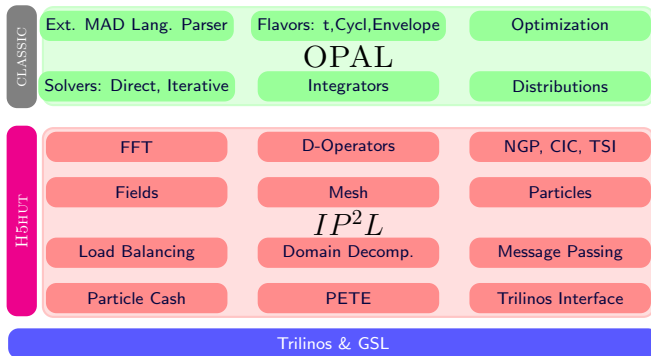 CLASSIC
Ext. MAD Lang. Parser
Flavors: t,Cycl,Envelope
Optimization
OPAL
Solvers: Direct, Iterative
Integrators
Distributions
H5HUT
FFT
D-Operators
NGP, CIC, TSI
Fields
Mesh
Particles
IP²L
Load Balancing
Domain Decomp.
Message Passing
Particle Cash
PETE
Trilinos Interface
Trilinos & GSL